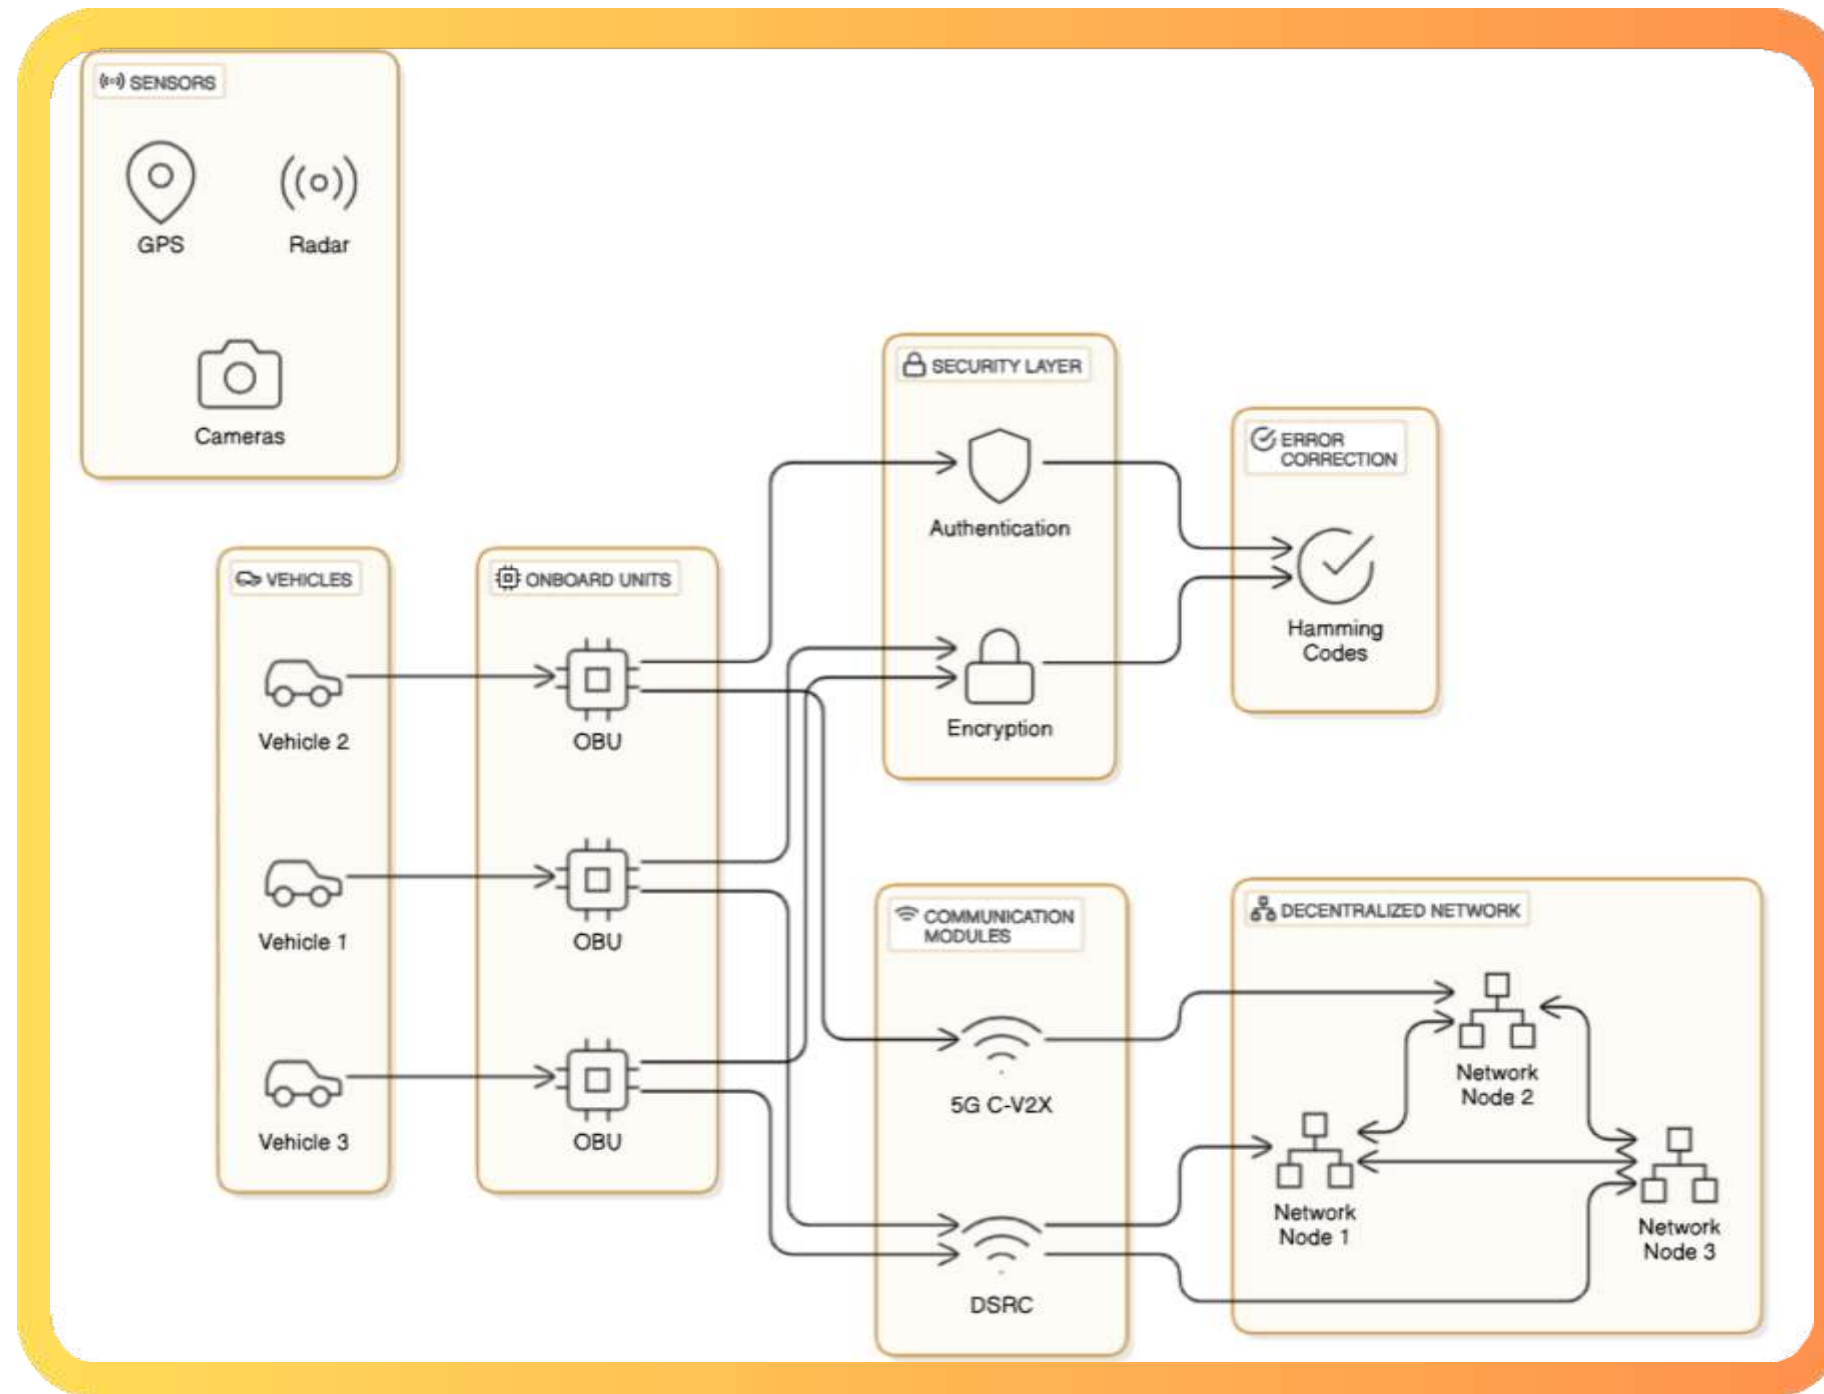 SENSORS
GPS
Radar
Cameras
VEHICLES
Vehicle 2
Vehicle 1
Vehicle 3
ONBOARD UNITS
OBU
OBU
OBU
SECURITY LAYER
Authentication
Encryption
ERROR
CORRECTION
Hamming
Codes
COMMUNICATION
MODULES
5G C-V2X
DSRC
DECENTRALIZED NETWORK
Network
Node 2
Network
Node 1
Network
Node 3